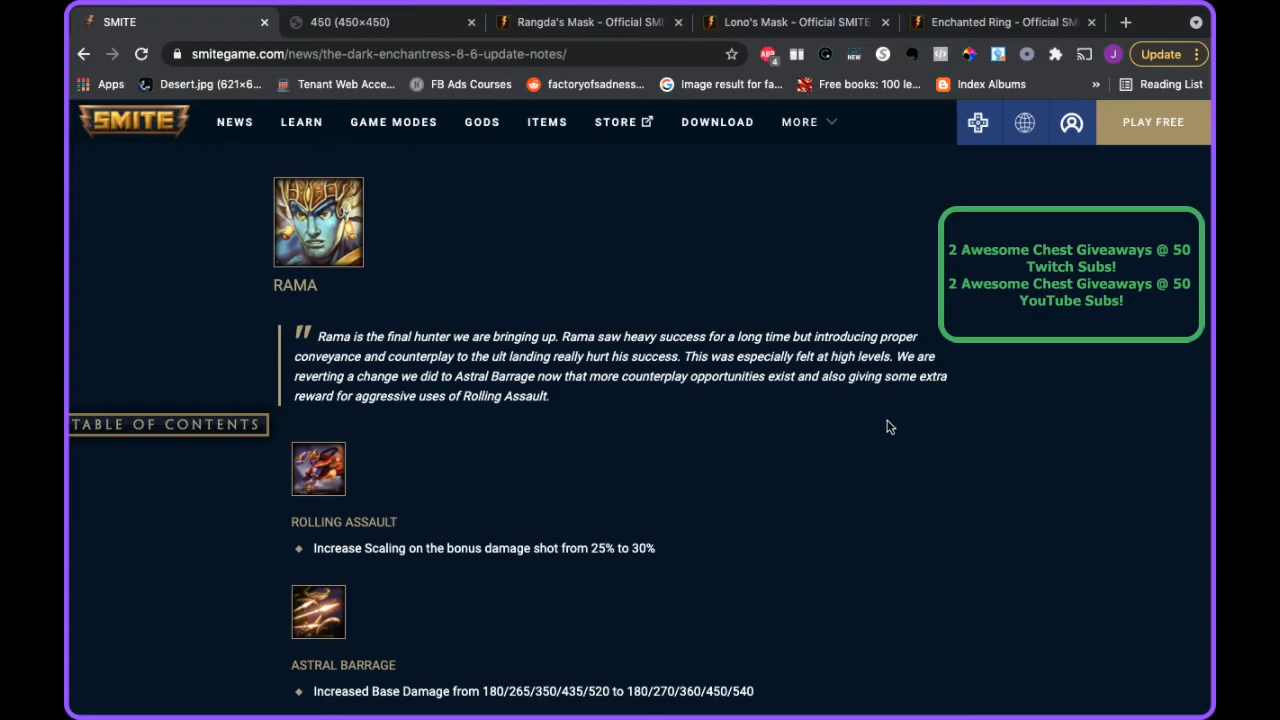 SMITE
450 (450×450)
Rangda's Mask - Official SMI
Lono's Mask - Official SMITE
Enchanted Ring - Official SM
smitegame.com/news/the-dark-enchantress-8-6-update-notes/
4
NEW
J
Update
Apps
Desert.jpg (621×6...
Tenant Web Acce...
FB Ads Courses
factoryofsadness...
Image result for fa...
Free books: 100 le...
Index Albums
»
Reading List
SMITE
NEWS
LEARN
GAME MODES
GODS
ITEMS
STORE
DOWNLOAD
MORE
PLAY FREE
2 Awesome Chest Giveaways @ 50
Twitch Subs!
2 Awesome Chest Giveaways @ 50
YouTube Subs!
RAMA
" Rama is the final hunter we are bringing up. Rama saw heavy success for a long time but introducing proper
conveyance and counterplay to the ult landing really hurt his success. This was especially felt at high levels. We are
reverting a change we did to Astral Barrage now that more counterplay opportunities exist and also giving some extra
reward for aggressive uses of Rolling Assault.
TABLE OF CONTENTS
ROLLING ASSAULT
Increase Scaling on the bonus damage shot from 25% to 30%
ASTRAL BARRAGE
Increased Base Damage from 180/265/350/435/520 to 180/270/360/450/540